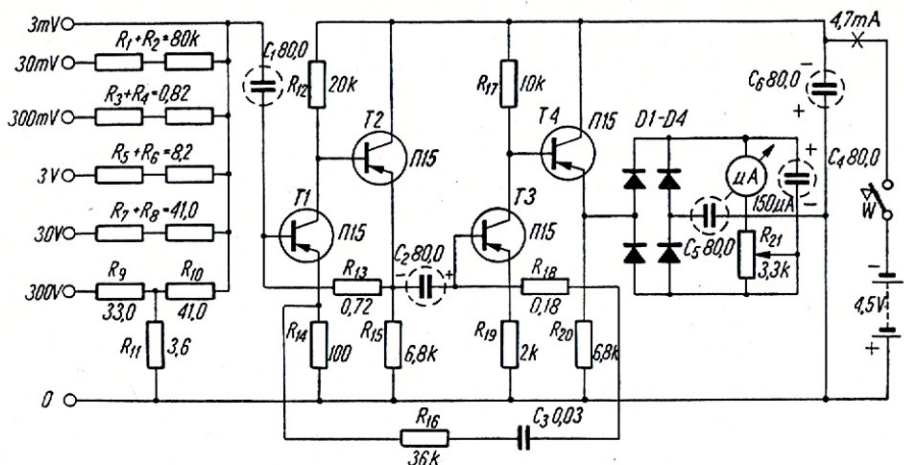 3mV
R1+R2=80k
30mV
R3+R4=0,82
300mV
R5+R6=8,2
3V
R7+R8=41,0
30V
R9
R10
300V
33,0
41,0
R11
3,6
0
C1 80,0
R12
20k
T2
П15
T1
П15
R13
0,72
R14
100
R15
6,8k
C2 80,0
− +
R16
36k
C3 0,03
R17
10k
T4
П15
T3
П15
R18
0,18
R19
2k
R20
6,8k
D1-D4
μA
150μA
C5 80,0
R21
3,3k
+
C4 80,0
−
−
C6 80,0
+
4,7mA
W
−
4,5V
+